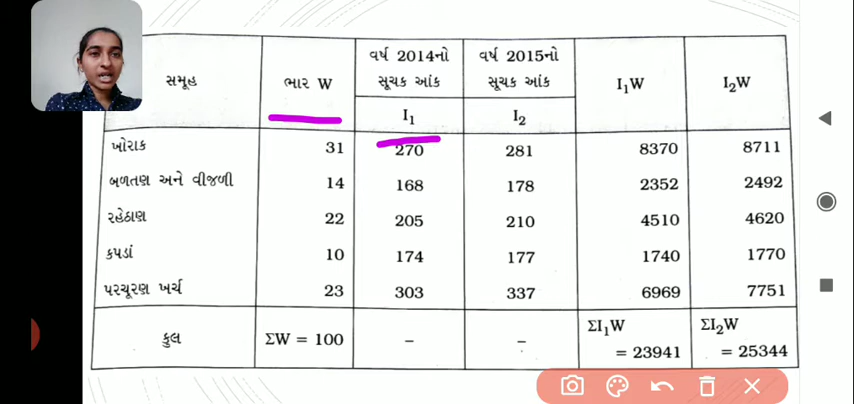 સમૂહ ભાર W વર્ષ 2014નો સૂચક આંક વર્ષ 2015નો સૂચક આંક I₁W I₂W
I₁ I₂
ખોરાક 31 270 281 8370 8711
બળતણ અને વીજળી 14 168 178 2352 2492
રહેઠાણ 22 205 210 4510 4620
કપડાં 10 174 177 1740 1770
પરચૂરણ ખર્ચ 23 303 337 6969 7751
કુલ ΣW = 100 – – ΣI₁W = 23941 ΣI₂W = 25344